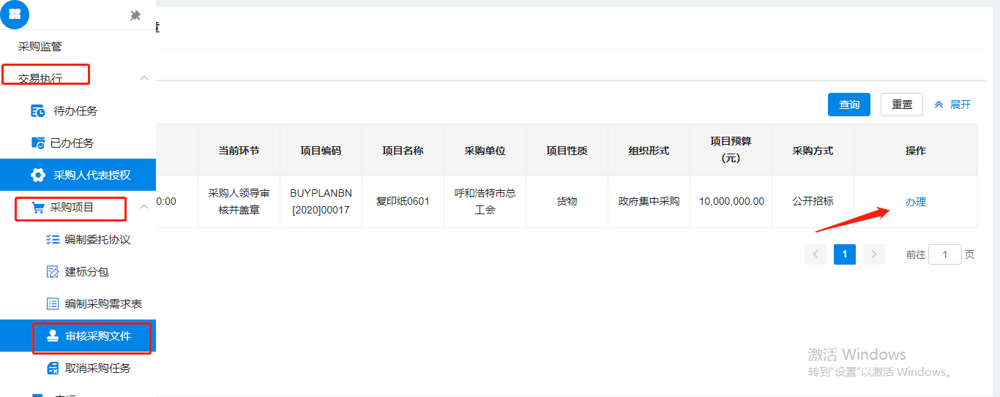 采购监管
交易执行
待办任务
已办任务
采购人代表授权
采购项目
编制委托协议
建标分包
编制采购需求表
审核采购文件
取消采购任务
章
查询 重置 展开
当前环节 项目编码 项目名称 采购单位 项目性质 组织形式 项目预算 采购方式 操作
(元)
0:00 采购人领导审 BUYPLANBN 复印纸0601 呼和浩特市总 货物 政府集中采购 10,000,000.00 公开招标 办理
核并盖章 [2020]00017 工会
1 前往 1 页
激活 Windows
转到"设置"以激活 Windows。